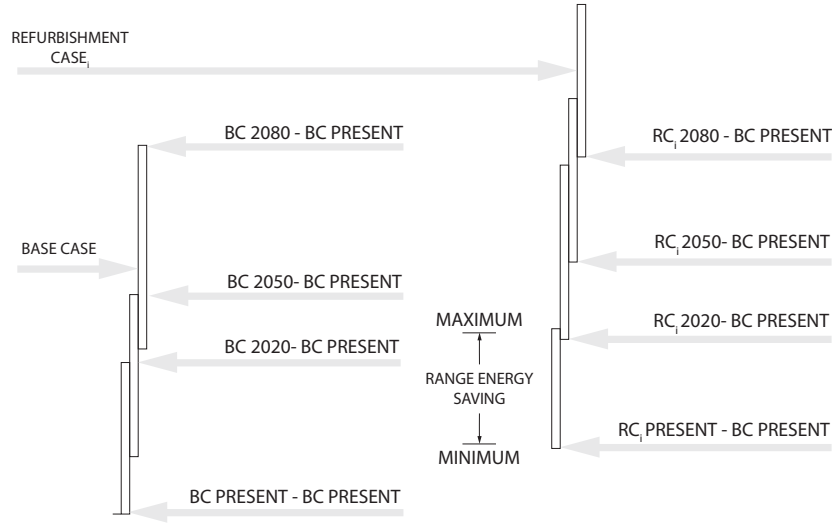 REFURBISHMENT
CASEi
BC 2080 - BC PRESENT
RCi 2080 - BC PRESENT
BASE CASE
RCi 2050- BC PRESENT
BC 2050- BC PRESENT
MAXIMUM
RCi 2020- BC PRESENT
BC 2020- BC PRESENT
RANGE ENERGY
SAVING
RCi PRESENT - BC PRESENT
MINIMUM
BC PRESENT - BC PRESENT